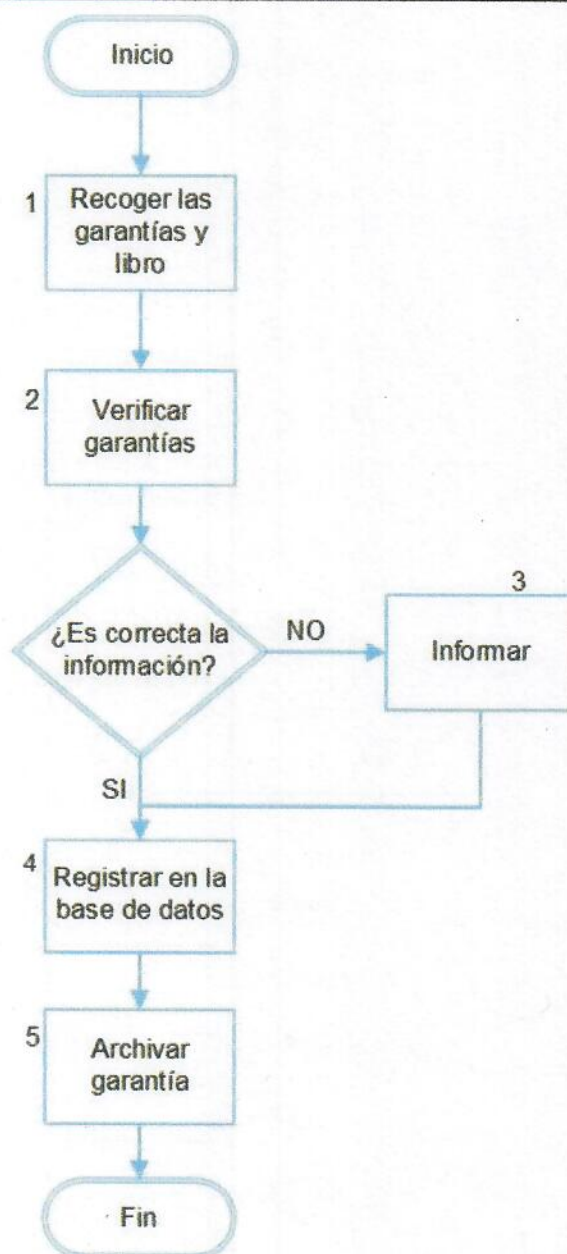 Inicio
1
Recoger las
garantías y
libro
2
Verificar
garantías
¿Es correcta la
información?
NO
3
Informar
SI
4
Registrar en la
base de datos
5
Archivar
garantía
Fin